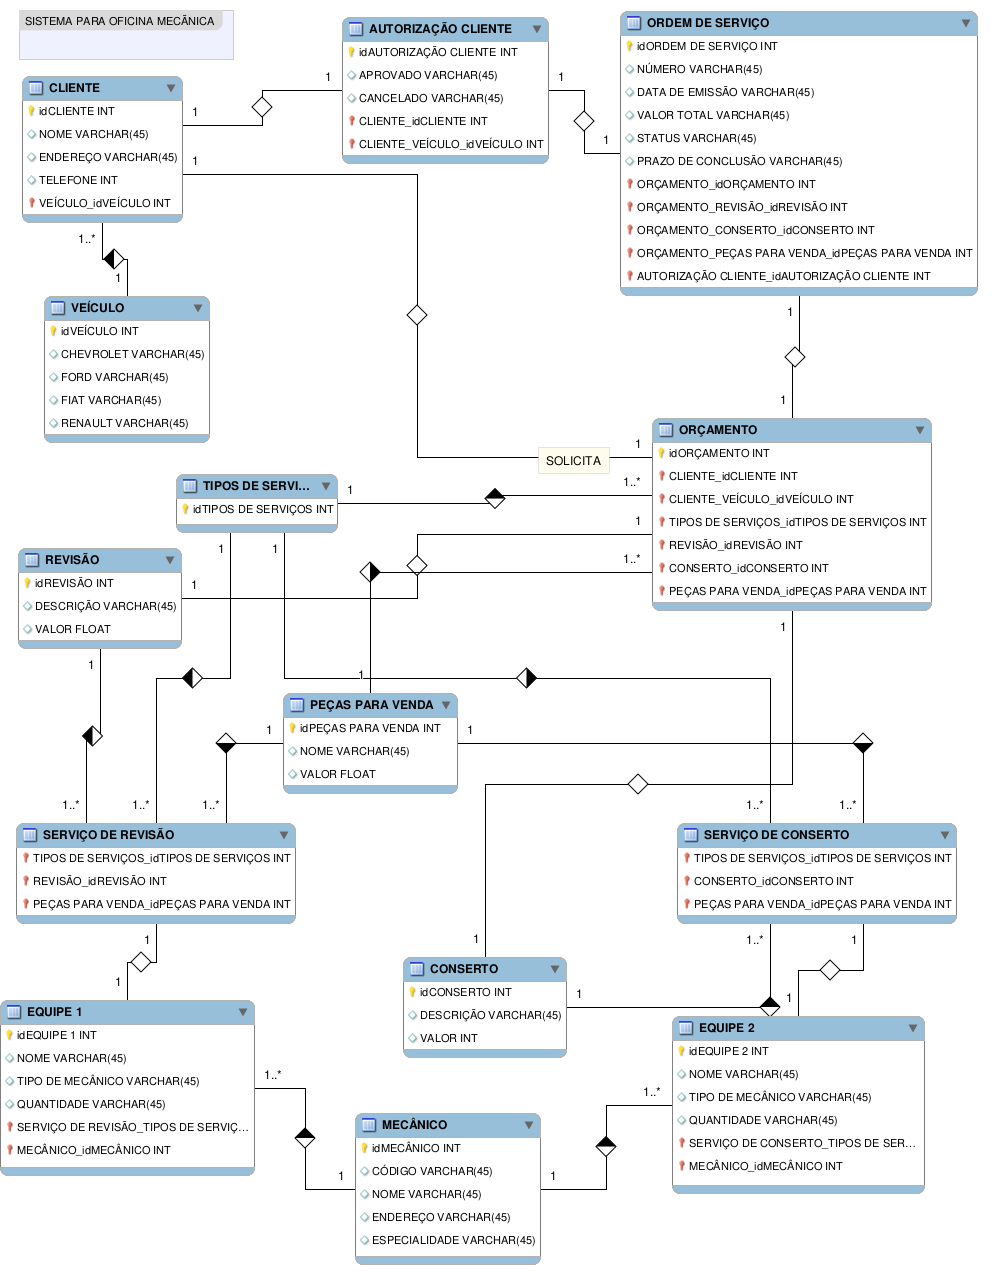 SISTEMA PARA OFICINA MECÂNICA
CLIENTE
idCLIENTE INT
NOME VARCHAR(45)
ENDEREÇO VARCHAR(45)
TELEFONE INT
VEÍCULO_idVEÍCULO INT
AUTORIZAÇÃO CLIENTE
idAUTORIZAÇÃO CLIENTE INT
APROVADO VARCHAR(45)
CANCELADO VARCHAR(45)
CLIENTE_idCLIENTE INT
CLIENTE_VEÍCULO_idVEÍCULO INT
ORDEM DE SERVIÇO
idORDEM DE SERVIÇO INT
NÚMERO VARCHAR(45)
DATA DE EMISSÃO VARCHAR(45)
VALOR TOTAL VARCHAR(45)
STATUS VARCHAR(45)
PRAZO DE CONCLUSÃO VARCHAR(45)
ORÇAMENTO_idORÇAMENTO INT
ORÇAMENTO_REVISÃO_idREVISÃO INT
ORÇAMENTO_CONSERTO_idCONSERTO INT
ORÇAMENTO_PEÇAS PARA VENDA_idPEÇAS PARA VENDA INT
AUTORIZAÇÃO CLIENTE_idAUTORIZAÇÃO CLIENTE INT
1
1
1
1
1
1..*
1
VEÍCULO
idVEÍCULO INT
CHEVROLET VARCHAR(45)
FORD VARCHAR(45)
FIAT VARCHAR(45)
RENAULT VARCHAR(45)
1
1
SOLICITA
1
ORÇAMENTO
idORÇAMENTO INT
CLIENTE_idCLIENTE INT
CLIENTE_VEÍCULO_idVEÍCULO INT
TIPOS DE SERVIÇOS_idTIPOS DE SERVIÇOS INT
REVISÃO_idREVISÃO INT
CONSERTO_idCONSERTO INT
PEÇAS PARA VENDA_idPEÇAS PARA VENDA INT
TIPOS DE SERVI...
idTIPOS DE SERVIÇOS INT
1
1..*
1
1..*
1
1
REVISÃO
idREVISÃO INT
DESCRIÇÃO VARCHAR(45)
VALOR FLOAT
1
1
1
1
PEÇAS PARA VENDA
idPEÇAS PARA VENDA INT
NOME VARCHAR(45)
VALOR FLOAT
1
1
1..*
1..*
1..*
1..*
1..*
SERVIÇO DE REVISÃO
TIPOS DE SERVIÇOS_idTIPOS DE SERVIÇOS INT
REVISÃO_idREVISÃO INT
PEÇAS PARA VENDA_idPEÇAS PARA VENDA INT
SERVIÇO DE CONSERTO
TIPOS DE SERVIÇOS_idTIPOS DE SERVIÇOS INT
CONSERTO_idCONSERTO INT
PEÇAS PARA VENDA_idPEÇAS PARA VENDA INT
1
1
1
1..*
1
1
1
CONSERTO
idCONSERTO INT
DESCRIÇÃO VARCHAR(45)
VALOR INT
EQUIPE 1
idEQUIPE 1 INT
NOME VARCHAR(45)
TIPO DE MECÂNICO VARCHAR(45)
QUANTIDADE VARCHAR(45)
SERVIÇO DE REVISÃO_TIPOS DE SERVIÇ...
MECÂNICO_idMECÂNICO INT
EQUIPE 2
idEQUIPE 2 INT
NOME VARCHAR(45)
TIPO DE MECÂNICO VARCHAR(45)
QUANTIDADE VARCHAR(45)
SERVIÇO DE CONSERTO_TIPOS DE SER...
MECÂNICO_idMECÂNICO INT
1..*
1..*
1
1
MECÂNICO
idMECÂNICO INT
CÓDIGO VARCHAR(45)
NOME VARCHAR(45)
ENDEREÇO VARCHAR(45)
ESPECIALIDADE VARCHAR(45)